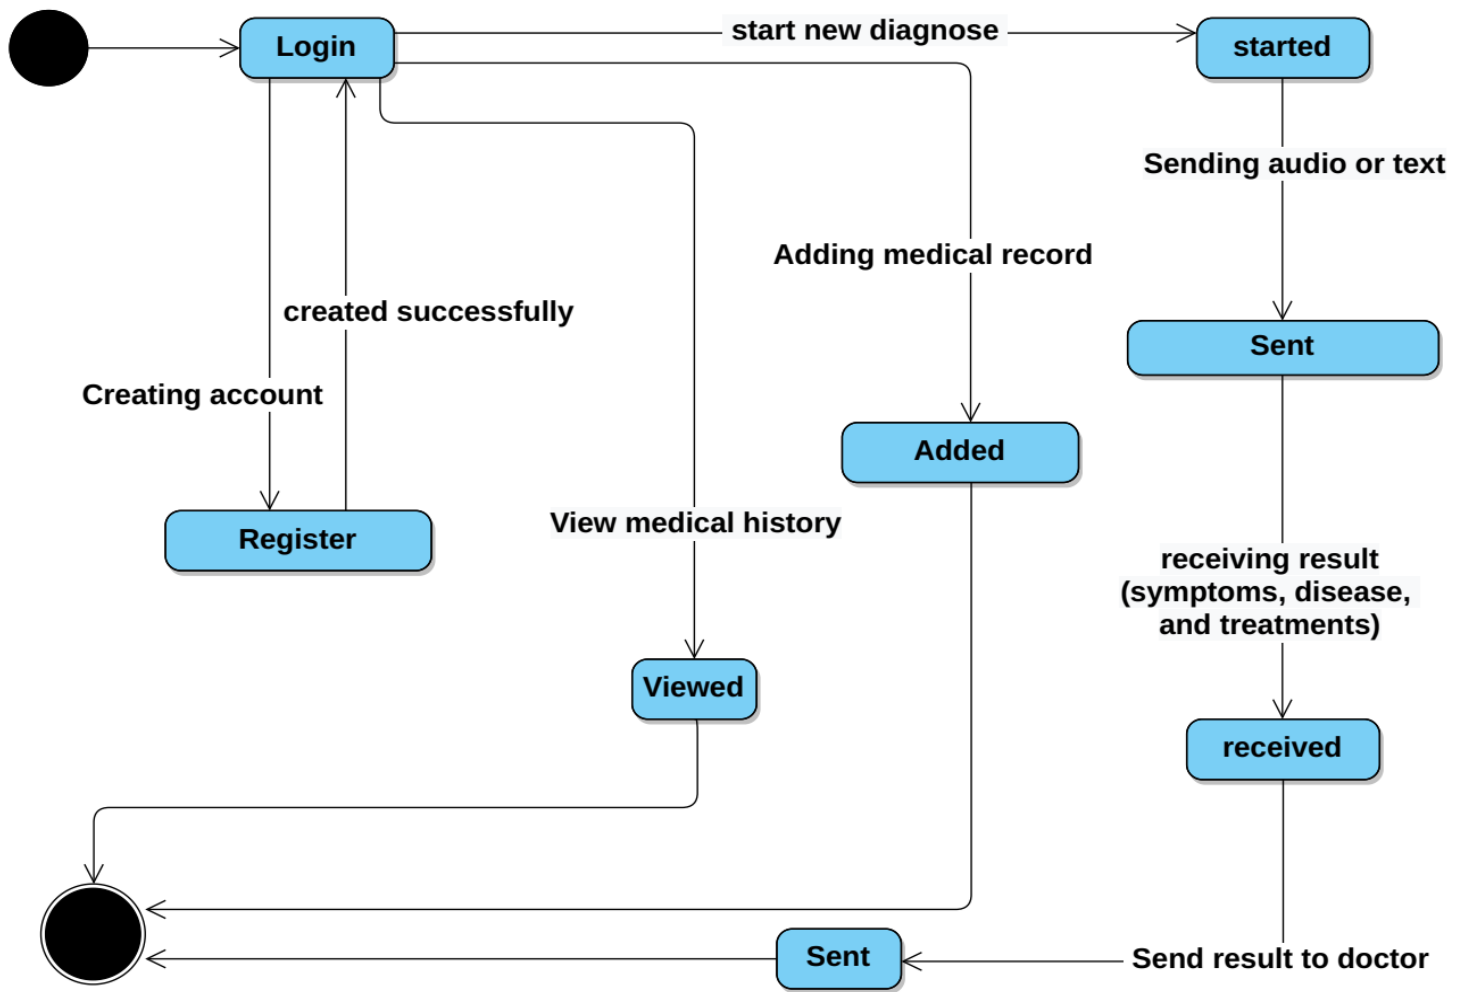 Login
start new diagnose
started
Sending audio or text
Adding medical record
created successfully
Sent
Creating account
Added
View medical history
Register
receiving result
(symptoms, disease,
and treatments)
Viewed
received
Sent
Send result to doctor